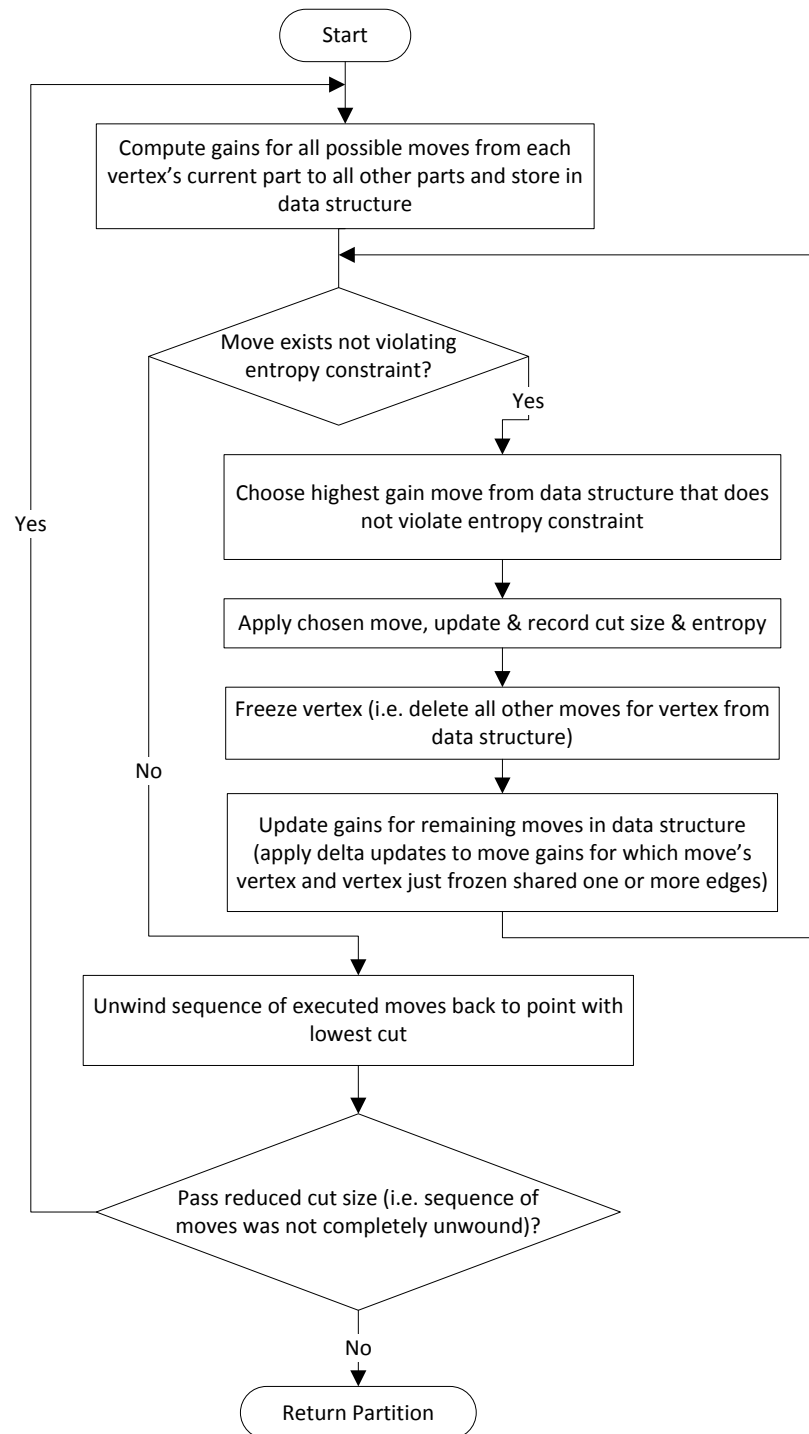 Start
Compute gains for all possible moves from each
vertex’s current part to all other parts and store in
data structure
Move exists not violating
entropy constraint?
Yes
Choose highest gain move from data structure that does
not violate entropy constraint
Yes
Apply chosen move, update & record cut size & entropy
Freeze vertex (i.e. delete all other moves for vertex from
data structure)
No
Update gains for remaining moves in data structure
(apply delta updates to move gains for which move’s
vertex and vertex just frozen shared one or more edges)
Unwind sequence of executed moves back to point with
lowest cut
Pass reduced cut size (i.e. sequence of
moves was not completely unwound)?
No
Return Partition